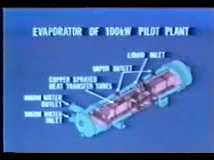 EVAPORATOR OF 100kW PILOT PLANT
LIQUID INLET
VAPOR OUTLET
COPPER SPRAYED
HEAT TRANSFER TUBES
WARM WATER
OUTLET
WARM WATER
INLET